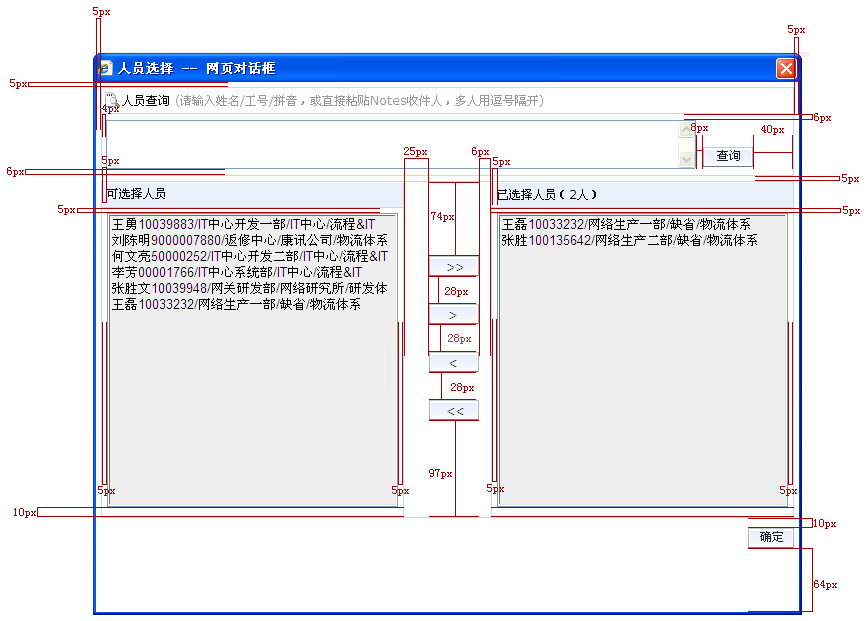 5px
5px
人员选择 -- 网页对话框
5px
人员查询 (请输入姓名/工号/拼音，或直接粘贴Notes收件人，多人用逗号隔开)
4px
6px
8px
40px
查询
25px
6px
5px
5px
6px
5px
可选择人员
已选择人员（2人）
5px
5px
74px
王勇10039883/IT中心开发一部/IT中心/流程&IT
刘陈明9000007880/返修中心/康讯公司/物流体系
何文亮50000252/IT中心开发二部/IT中心/流程&IT
李芳00001766/IT中心系统部/IT中心/流程&IT
张胜文10039948/网关研发部/网络研究所/研发体
王磊10033232/网络生产一部/缺省/物流体系
王磊10033232/网络生产一部/缺省/物流体系
张胜100135642/网络生产二部/缺省/物流体系
>>
28px
>
28px
<
28px
<<
97px
5px
5px
5px
5px
10px
10px
确定
64px